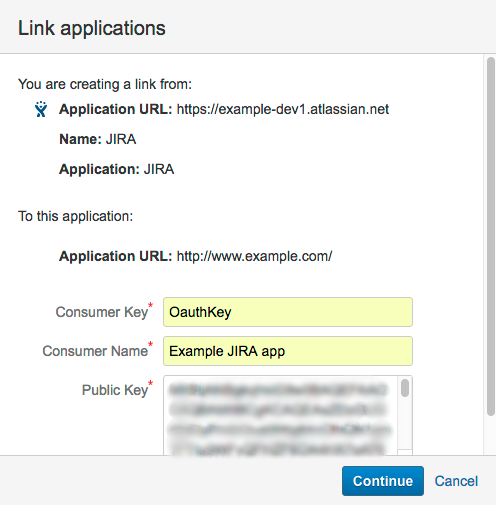 Link applications
You are creating a link from:
Application URL: https://example-dev1.atlassian.net
Name: JIRA
Application: JIRA
To this application:
Application URL: http://www.example.com/
Consumer Key* OauthKey
Consumer Name* Example JIRA app
Public Key*
Continue Cancel